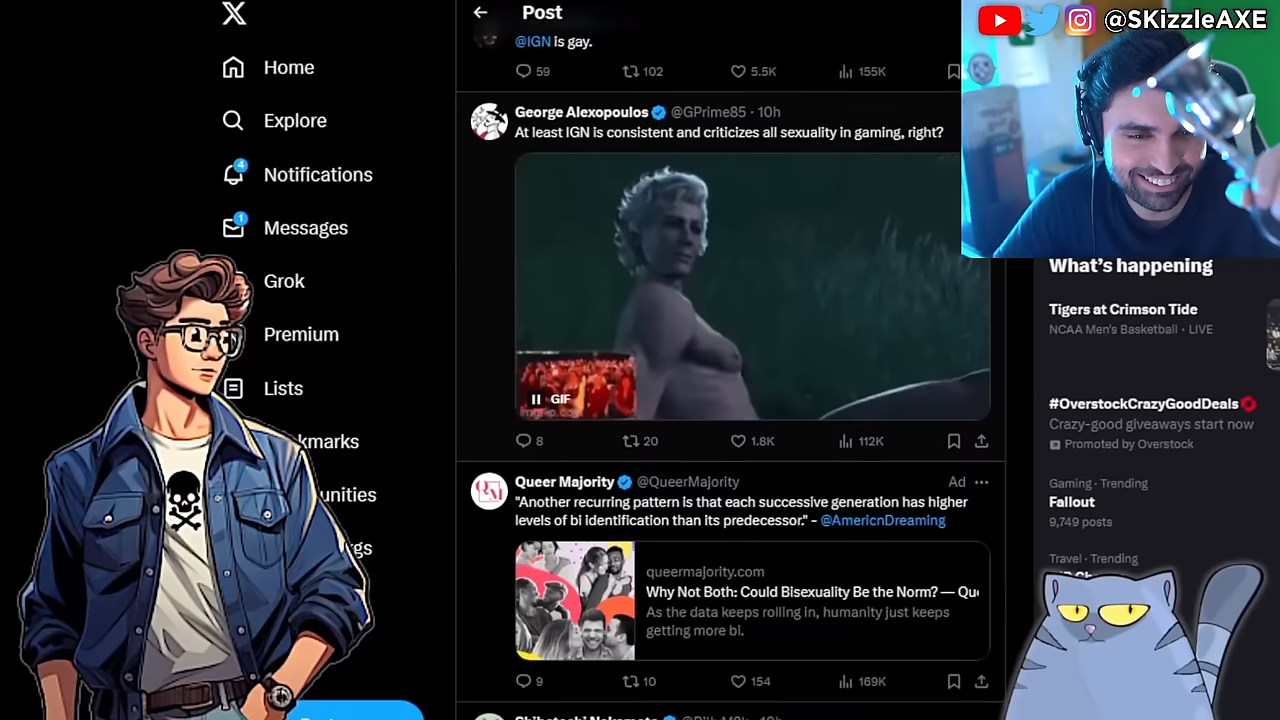 Post
@IGN is gay.
59
102
5.5K
155K
Home
Explore
4
Notifications
1
Messages
Grok
Premium
Lists
kmarks
unities
gs
George Alexopoulos @GPrime85 · 10h
At least IGN is consistent and criticizes all sexuality in gaming, right?
GIF
imgflip.com
8
20
1.8K
112K
Queer Majority @QueerMajority
Ad
"Another recurring pattern is that each successive generation has higher
levels of bi identification than its predecessor." - @AmericnDreaming
QM
queermajority.com
Why Not Both: Could Bisexuality Be the Norm? — Qu
As the data keeps rolling in, humanity just keeps
getting more bi.
9
10
154
169K
@SKizzleAXE
What's happening
Tigers at Crimson Tide
NCAA Men's Basketball · LIVE
#OverstockCrazyGoodDeals
Crazy-good giveaways start now
Promoted by Overstock
Gaming · Trending
Fallout
9,749 posts
Travel · Trending